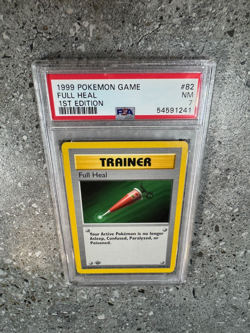 1999 POKEMON GAME #82
FULL HEAL NM
1ST EDITION 7
PSA 54591241
TRAINER
Full Heal
Your Active Pokémon is no longer
Asleep, Confused, Paralyzed, or
Poisoned.